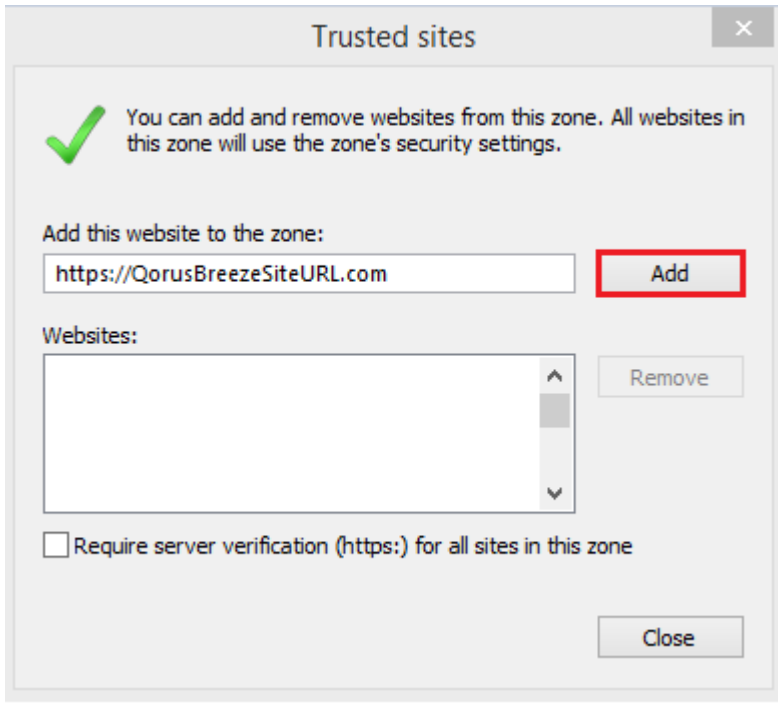 Trusted sites
You can add and remove websites from this zone. All websites in
this zone will use the zone's security settings.
Add this website to the zone:
https://QorusBreezeSiteURL.com
Add
Websites:
Remove
Require server verification (https:) for all sites in this zone
Close